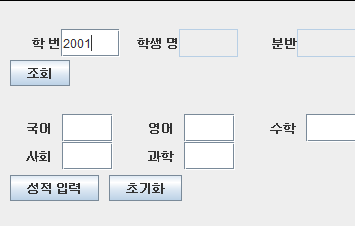 학 번 2001 학생 명 분반
조회
국어 영어 수학
사회 과학
성적 입력 초기화